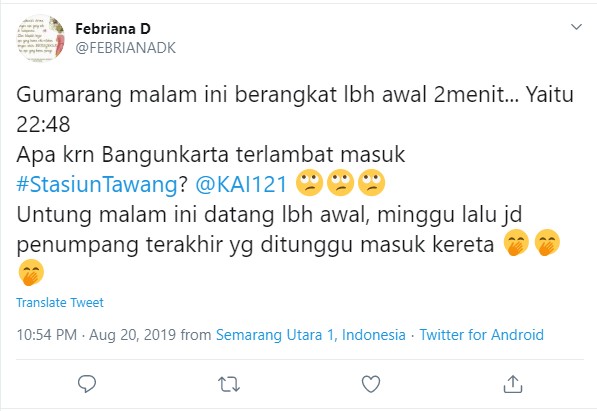 Febriana D
@FEBRIANADK
Gumarang malam ini berangkat lbh awal 2menit... Yaitu
22:48
Apa krn Bangunkarta terlambat masuk
#StasiunTawang? @KAI121 🙄🙄🙄
Untung malam ini datang lbh awal, minggu lalu jd
penumpang terakhir yg ditunggu masuk kereta 🤭🤭
🤭
Translate Tweet
10:54 PM · Aug 20, 2019 from Semarang Utara 1, Indonesia · Twitter for Android